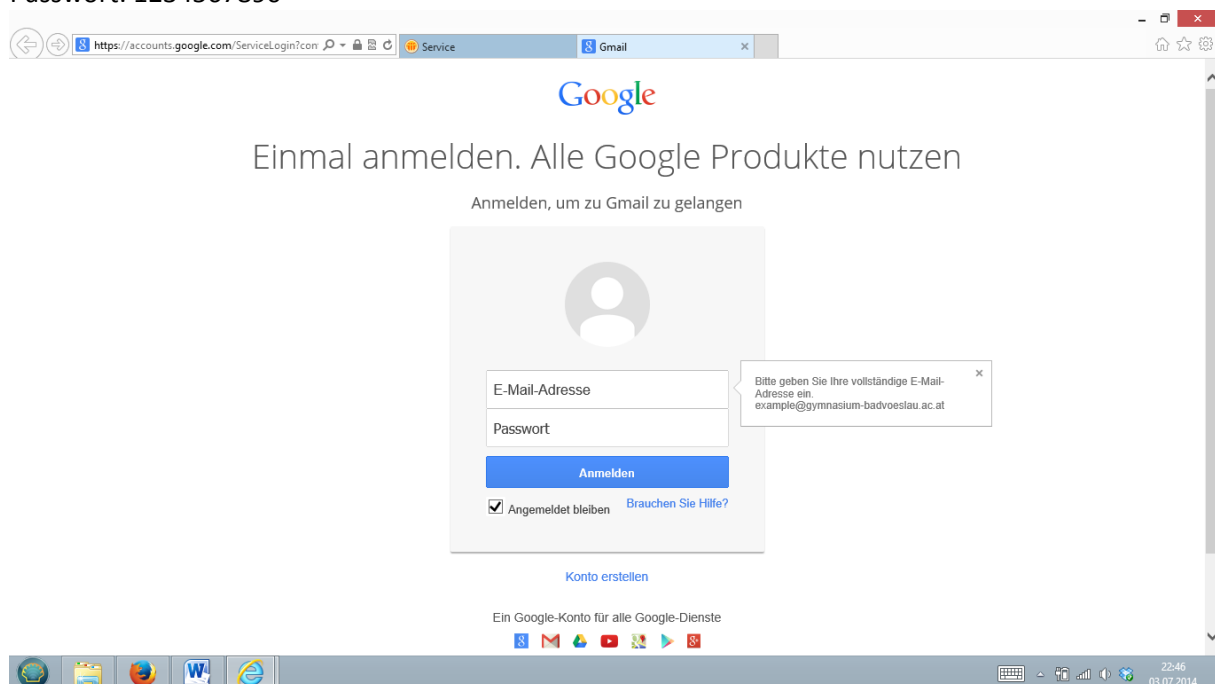 Passwort: 1234567890
https://accounts.google.com/ServiceLogin?con
Service
Gmail
Google
Einmal anmelden. Alle Google Produkte nutzen
Anmelden, um zu Gmail zu gelangen
E-Mail-Adresse
Bitte geben Sie Ihre vollständige E-Mail-
Adresse ein.
example@gymnasium-badvoeslau.ac.at
Passwort
Anmelden
Angemeldet bleiben
Brauchen Sie Hilfe?
Konto erstellen
Ein Google-Konto für alle Google-Dienste
22:46
03.07.2014